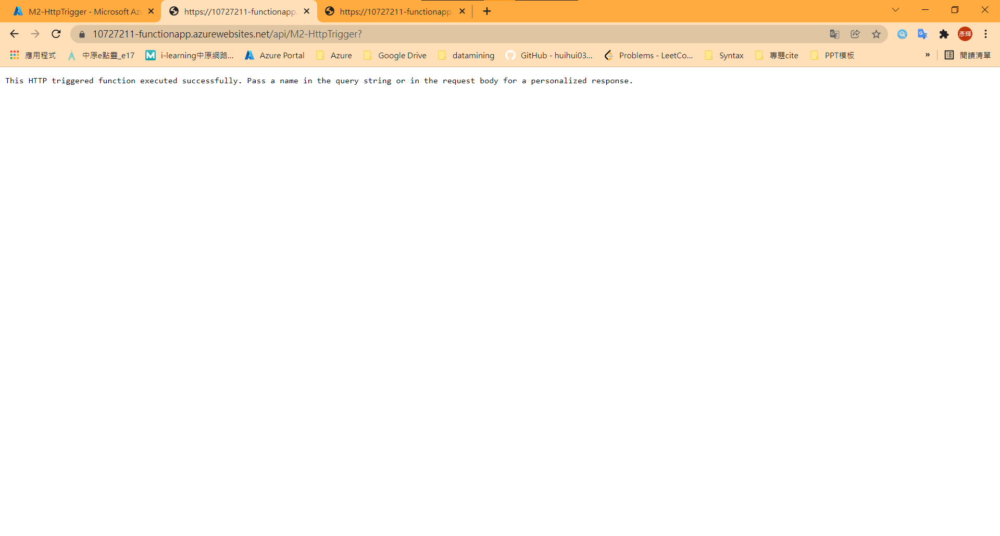 M2-HttpTrigger - Microsoft Az
https://10727211-functionapp.
https://10727211-functionapp.
10727211-functionapp.azurewebsites.net/api/M2-HttpTrigger?
彥輝
應用程式
中原e點靈_e17
i-learning中原網路...
Azure Portal
Azure
Google Drive
datamining
GitHub - huihui03...
Problems - LeetCo...
Syntax
專題cite
PPT模板
»
閱讀清單
This HTTP triggered function executed successfully. Pass a name in the query string or in the request body for a personalized response.